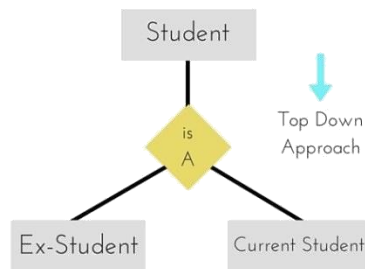 Student
is
A
Top Down
Approach
Ex-Student
Current Student